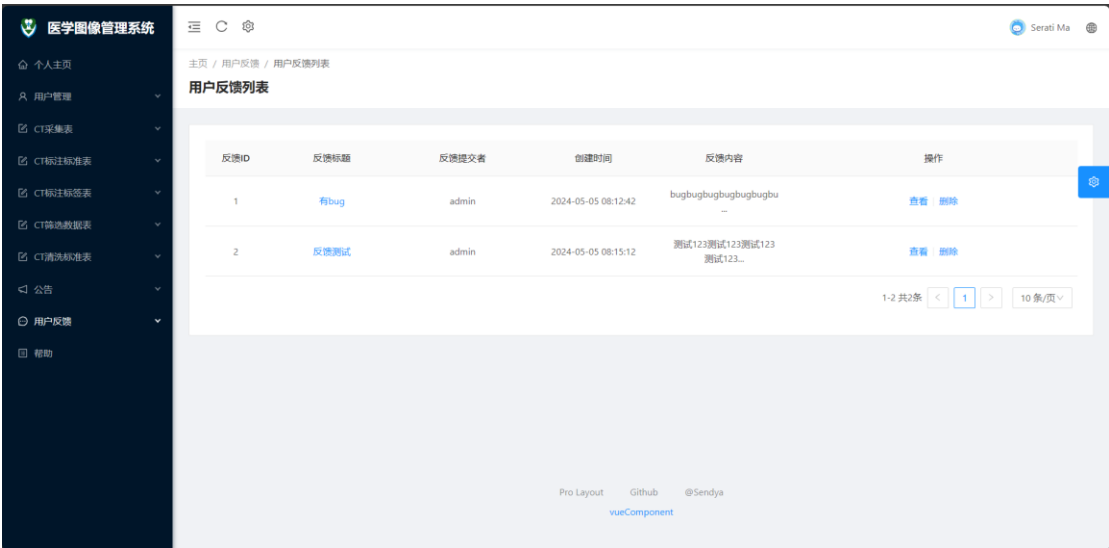 医学图像管理系统
Serati Ma
个人主页
用户管理
CT采集表
CT标注标准表
CT标注标签表
CT筛选数据表
CT清洗标准表
公告
用户反馈
帮助
主页 / 用户反馈 / 用户反馈列表
用户反馈列表
反馈ID 反馈标题 反馈提交者 创建时间 反馈内容 操作
1 有bug admin 2024-05-05 08:12:42 bugbugbugbugbugbugbu 查看 删除
...
2 反馈测试 admin 2024-05-05 08:15:12 测试123测试123测试123 查看 删除
测试123...
1-2 共2条 < 1 > 10 条/页
Pro Layout Github @Sendya
vueComponent